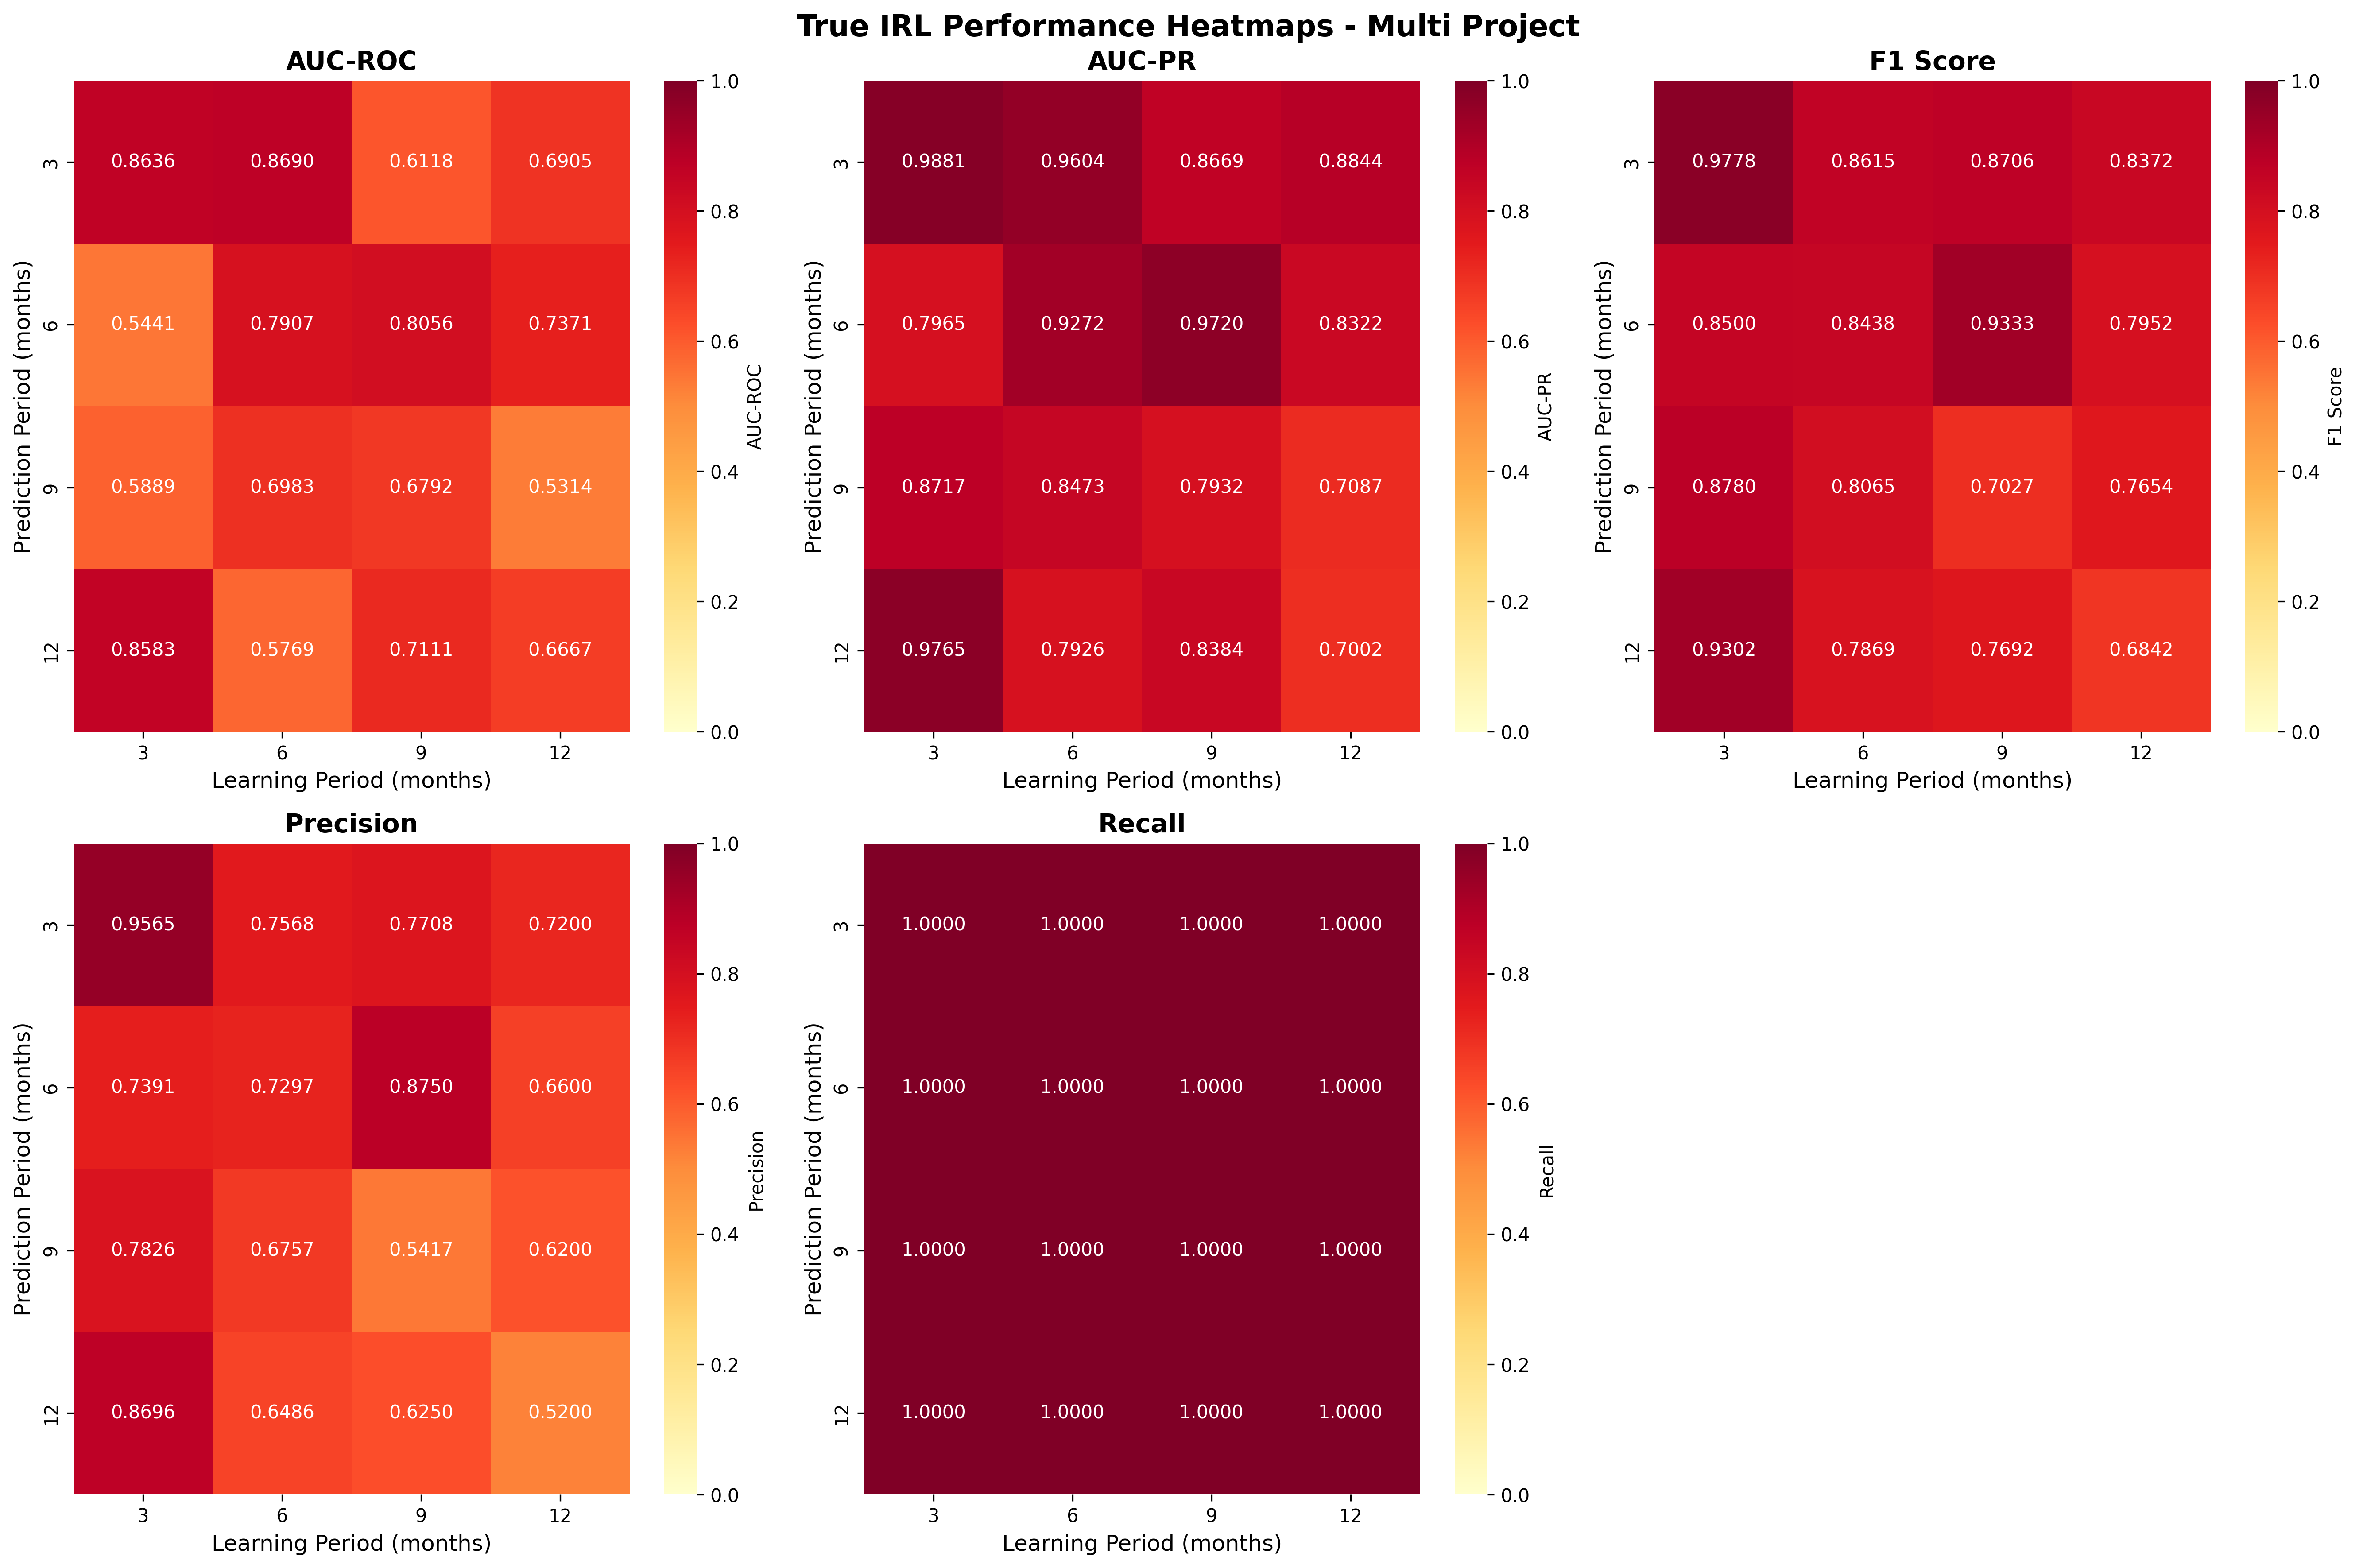 True IRL Performance Heatmaps - Multi Project
AUC-ROC
Prediction Period (months)
3
0.8636 0.8690 0.6118 0.6905
6
0.5441 0.7907 0.8056 0.7371
9
0.5889 0.6983 0.6792 0.5314
12
0.8583 0.5769 0.7111 0.6667
3 6 9 12
Learning Period (months)
1.0
0.8
0.6
0.4
0.2
0.0
AUC-ROC
AUC-PR
Prediction Period (months)
3
0.9881 0.9604 0.8669 0.8844
6
0.7965 0.9272 0.9720 0.8322
9
0.8717 0.8473 0.7932 0.7087
12
0.9765 0.7926 0.8384 0.7002
3 6 9 12
Learning Period (months)
1.0
0.8
0.6
0.4
0.2
0.0
AUC-PR
F1 Score
Prediction Period (months)
3
0.9778 0.8615 0.8706 0.8372
6
0.8500 0.8438 0.9333 0.7952
9
0.8780 0.8065 0.7027 0.7654
12
0.9302 0.7869 0.7692 0.6842
3 6 9 12
Learning Period (months)
1.0
0.8
0.6
0.4
0.2
0.0
F1 Score
Precision
Prediction Period (months)
3
0.9565 0.7568 0.7708 0.7200
6
0.7391 0.7297 0.8750 0.6600
9
0.7826 0.6757 0.5417 0.6200
12
0.8696 0.6486 0.6250 0.5200
3 6 9 12
Learning Period (months)
1.0
0.8
0.6
0.4
0.2
0.0
Precision
Recall
Prediction Period (months)
3
1.0000 1.0000 1.0000 1.0000
6
1.0000 1.0000 1.0000 1.0000
9
1.0000 1.0000 1.0000 1.0000
12
1.0000 1.0000 1.0000 1.0000
3 6 9 12
Learning Period (months)
1.0
0.8
0.6
0.4
0.2
0.0
Recall